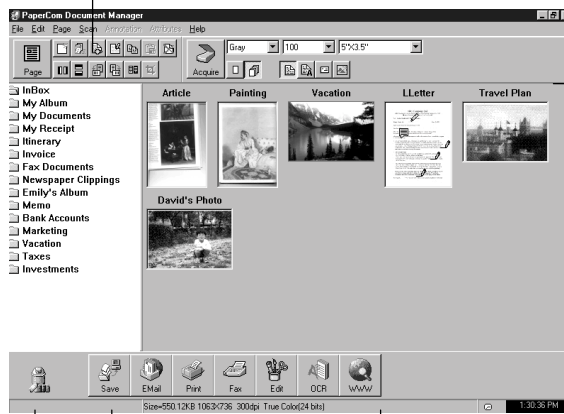 PaperCom Document Manager
File Edit Page Scan Annotation Attributes Help
Gray 100 5"X3.5"
Page Acquire
InBox
My Album
My Documents
My Receipt
Itinerary
Invoice
Fax Documents
Newspaper Clippings
Emily's Album
Memo
Bank Accounts
Marketing
Vacation
Taxes
Investments
Article Painting Vacation LLetter Travel Plan
David's Photo
Save EMail Print Fax Edit OCR WWW
Size=550.12KB 1063X736 300dpi True Color(24 bits) 1:30:36 PM